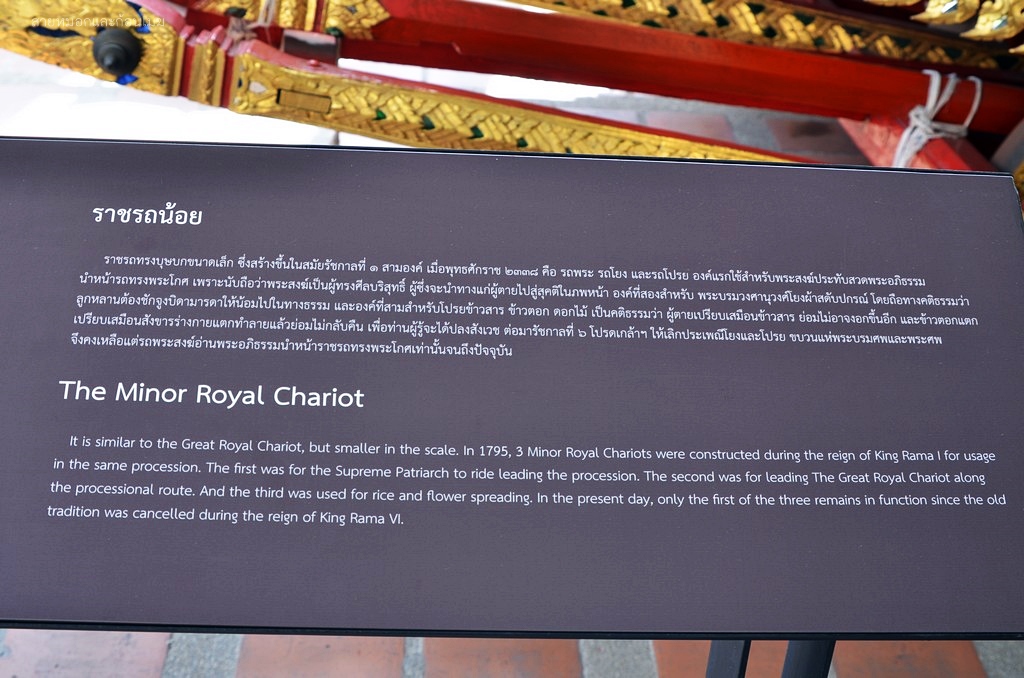 สายหมอกและก้อนเมฆ
ราชรถน้อย
ราชรถทรงบุษบกขนาดเล็ก ซึ่งสร้างขึ้นในสมัยรัชกาลที่ ๑ สามองค์ เมื่อพุทธศักราช ๒๓๓๘ คือ รถพระ รถโยง และรถโปรย องค์แรกใช้สำหรับพระสงฆ์ประทับสวดพระอภิธรรม
นำหน้ารถทรงพระโกศ เพราะนับถือว่าพระสงฆ์เป็นผู้ทรงศีลบริสุทธิ์ ผู้ซึ่งจะนำทางแก่ผู้ตายไปสู่สุคติในภพหน้า องค์ที่สองสำหรับ พระบรมวงศานุวงศ์โยงผ้าสดับปกรณ์ โดยถือทางคติธรรมว่า
ลูกหลานต้องชักจูงบิดามารดาให้น้อมไปในทางธรรม และองค์ที่สามสำหรับโปรยข้าวสาร ข้าวตอก ดอกไม้ เป็นคติธรรมว่า ผู้ตายเปรียบเสมือนข้าวสาร ย่อมไม่อาจงอกขึ้นอีก และข้าวตอกแตก
เปรียบเสมือนสังขารร่างกายแตกทำลายแล้วย่อมไม่กลับคืน เพื่อท่านผู้รู้จะได้ปลงสังเวช ต่อมารัชกาลที่ ๖ โปรดเกล้าฯ ให้เลิกประเพณีโยงและโปรย ขบวนแห่พระบรมศพและพระศพ
จึงคงเหลือแต่รถพระสงฆ์อ่านพระอภิธรรมนำหน้าราชรถทรงพระโกศเท่านั้นจนถึงปัจจุบัน
The Minor Royal Chariot
It is similar to the Great Royal Chariot, but smaller in the scale. In 1795, 3 Minor Royal Chariots were constructed during the reign of King Rama I for usage
in the same procession. The first was for the Supreme Patriarch to ride leading the procession. The second was for leading The Great Royal Chariot along
the processional route. And the third was used for rice and flower spreading. In the present day, only the first of the three remains in function since the old
tradition was cancelled during the reign of King Rama VI.